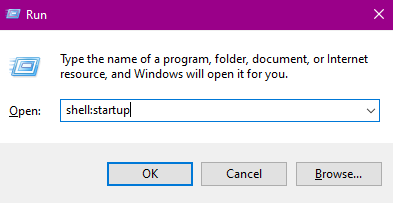 Run
Type the name of a program, folder, document, or Internet
resource, and Windows will open it for you.
Open: shell:startup
OK Cancel Browse...